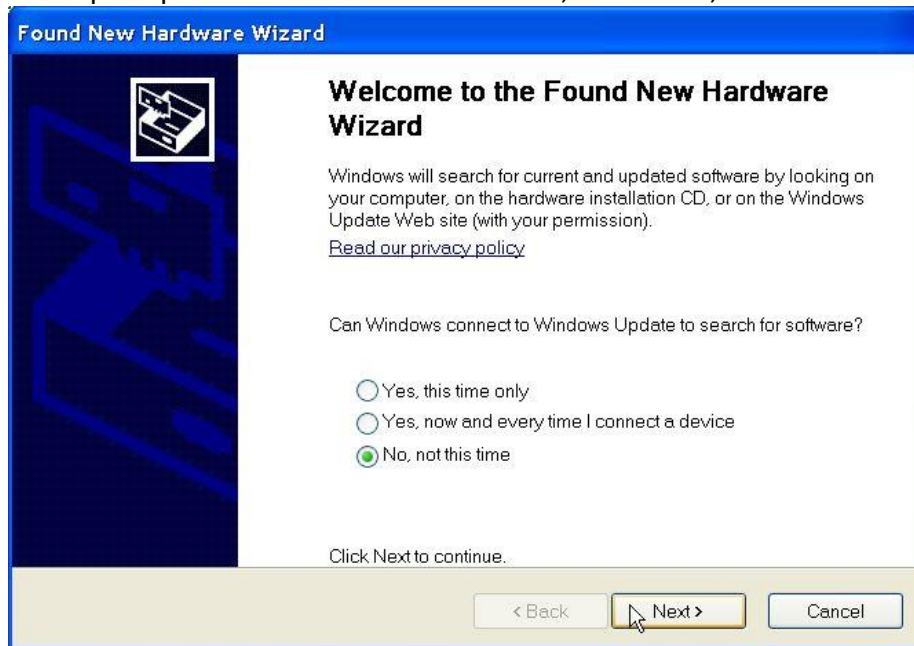 Found New Hardware Wizard
Welcome to the Found New Hardware
Wizard
Windows will search for current and updated software by looking on
your computer, on the hardware installation CD, or on the Windows
Update Web site (with your permission).
Read our privacy policy
Can Windows connect to Windows Update to search for software?
Yes, this time only
Yes, now and every time I connect a device
No, not this time
Click Next to continue.
< Back Next > Cancel